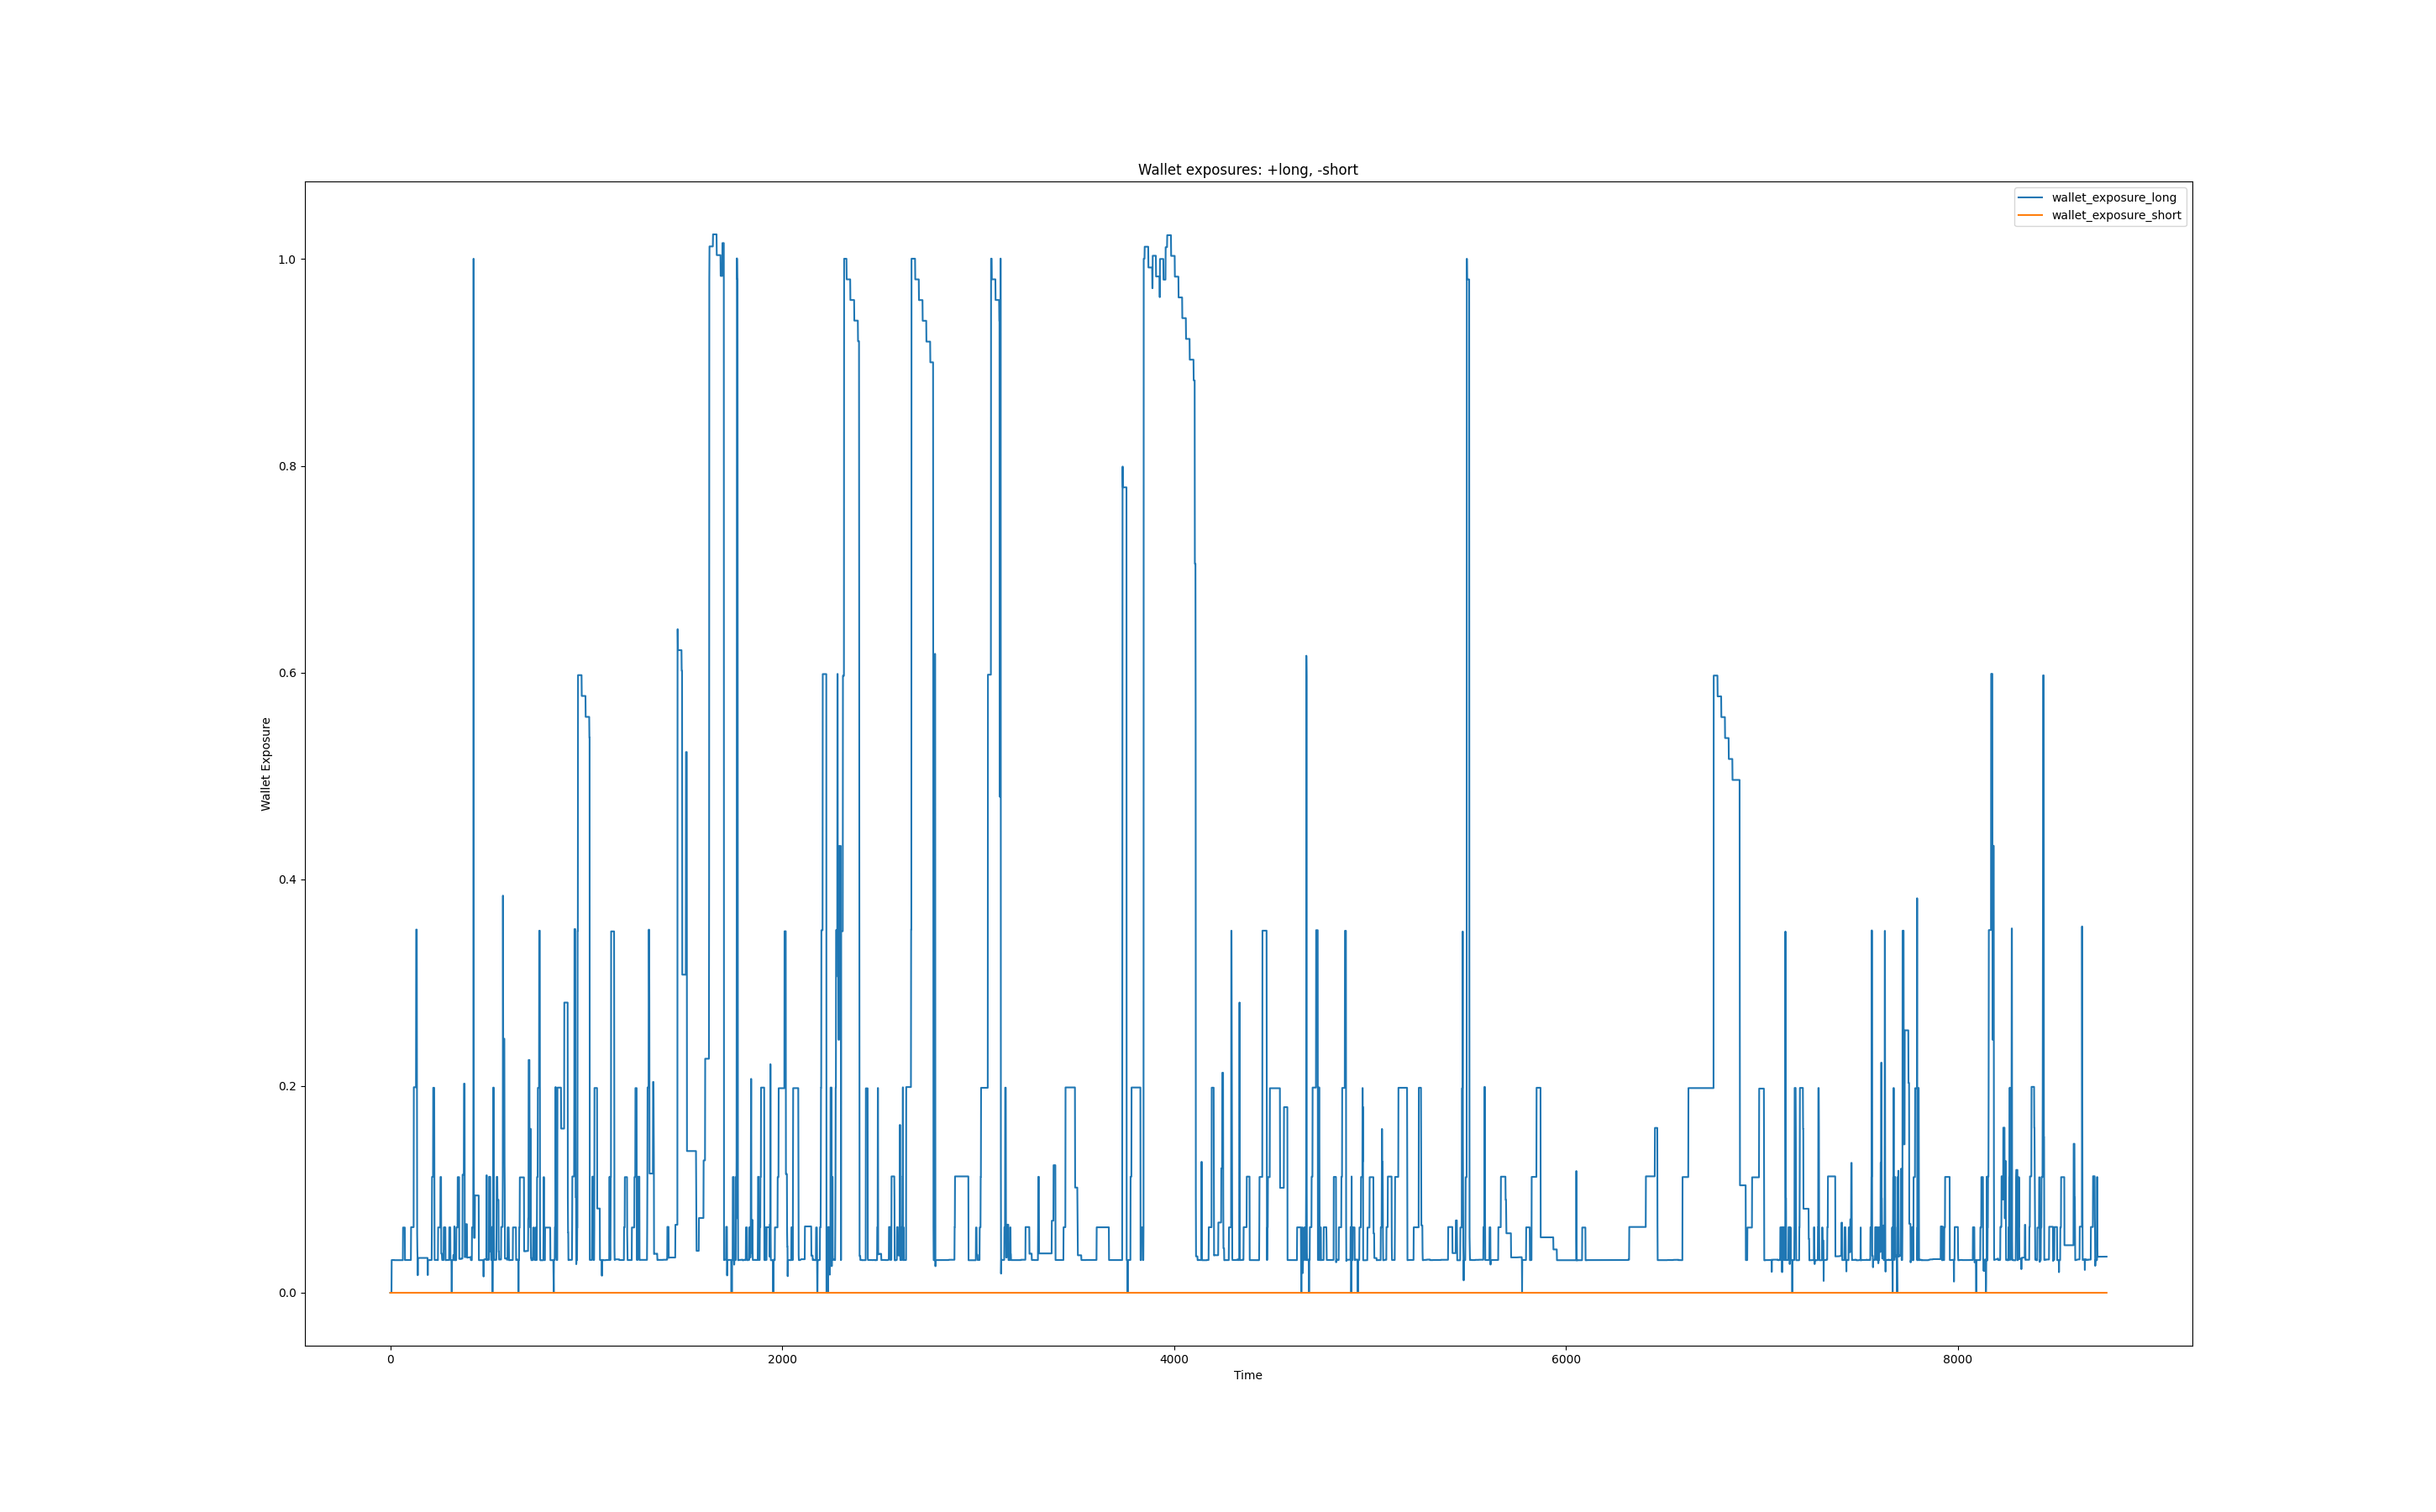 Wallet exposures: +long, -short
wallet_exposure_long
wallet_exposure_short
1.0
0.8
0.6
0.4
0.2
0.0
Wallet Exposure
0 2000 4000 6000 8000
Time